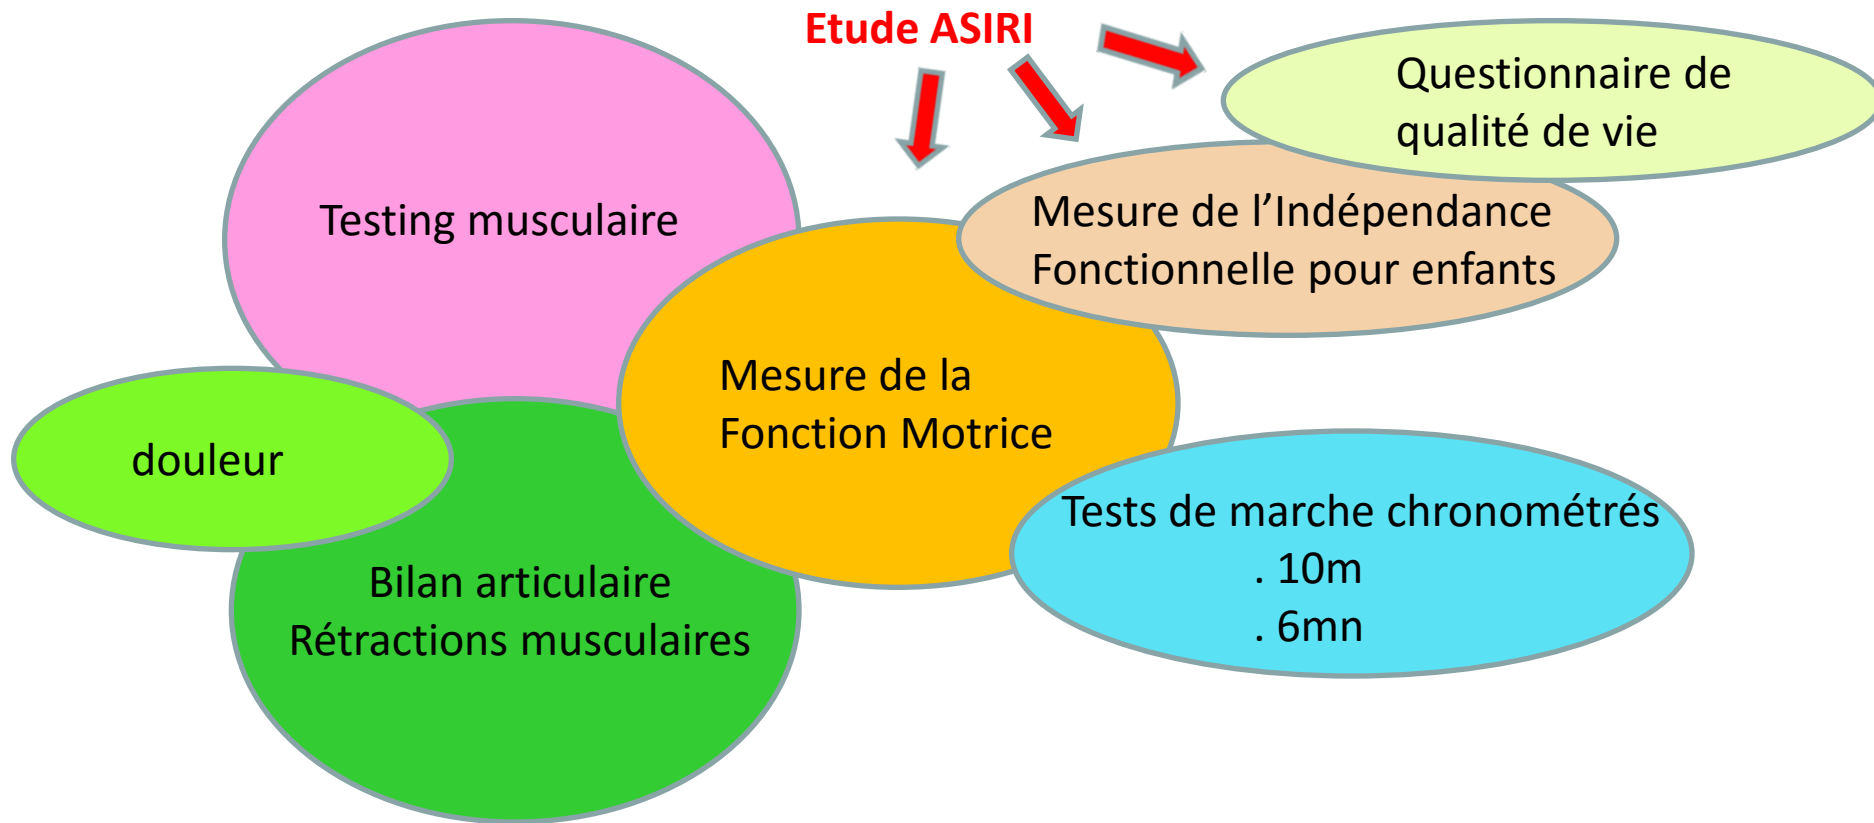 Etude ASIRI
Questionnaire de
qualité de vie
Testing musculaire
Mesure de l’Indépendance
Fonctionnelle pour enfants
Mesure de la
Fonction Motrice
douleur
Tests de marche chronométrés
. 10m
. 6mn
Bilan articulaire
Rétractions musculaires